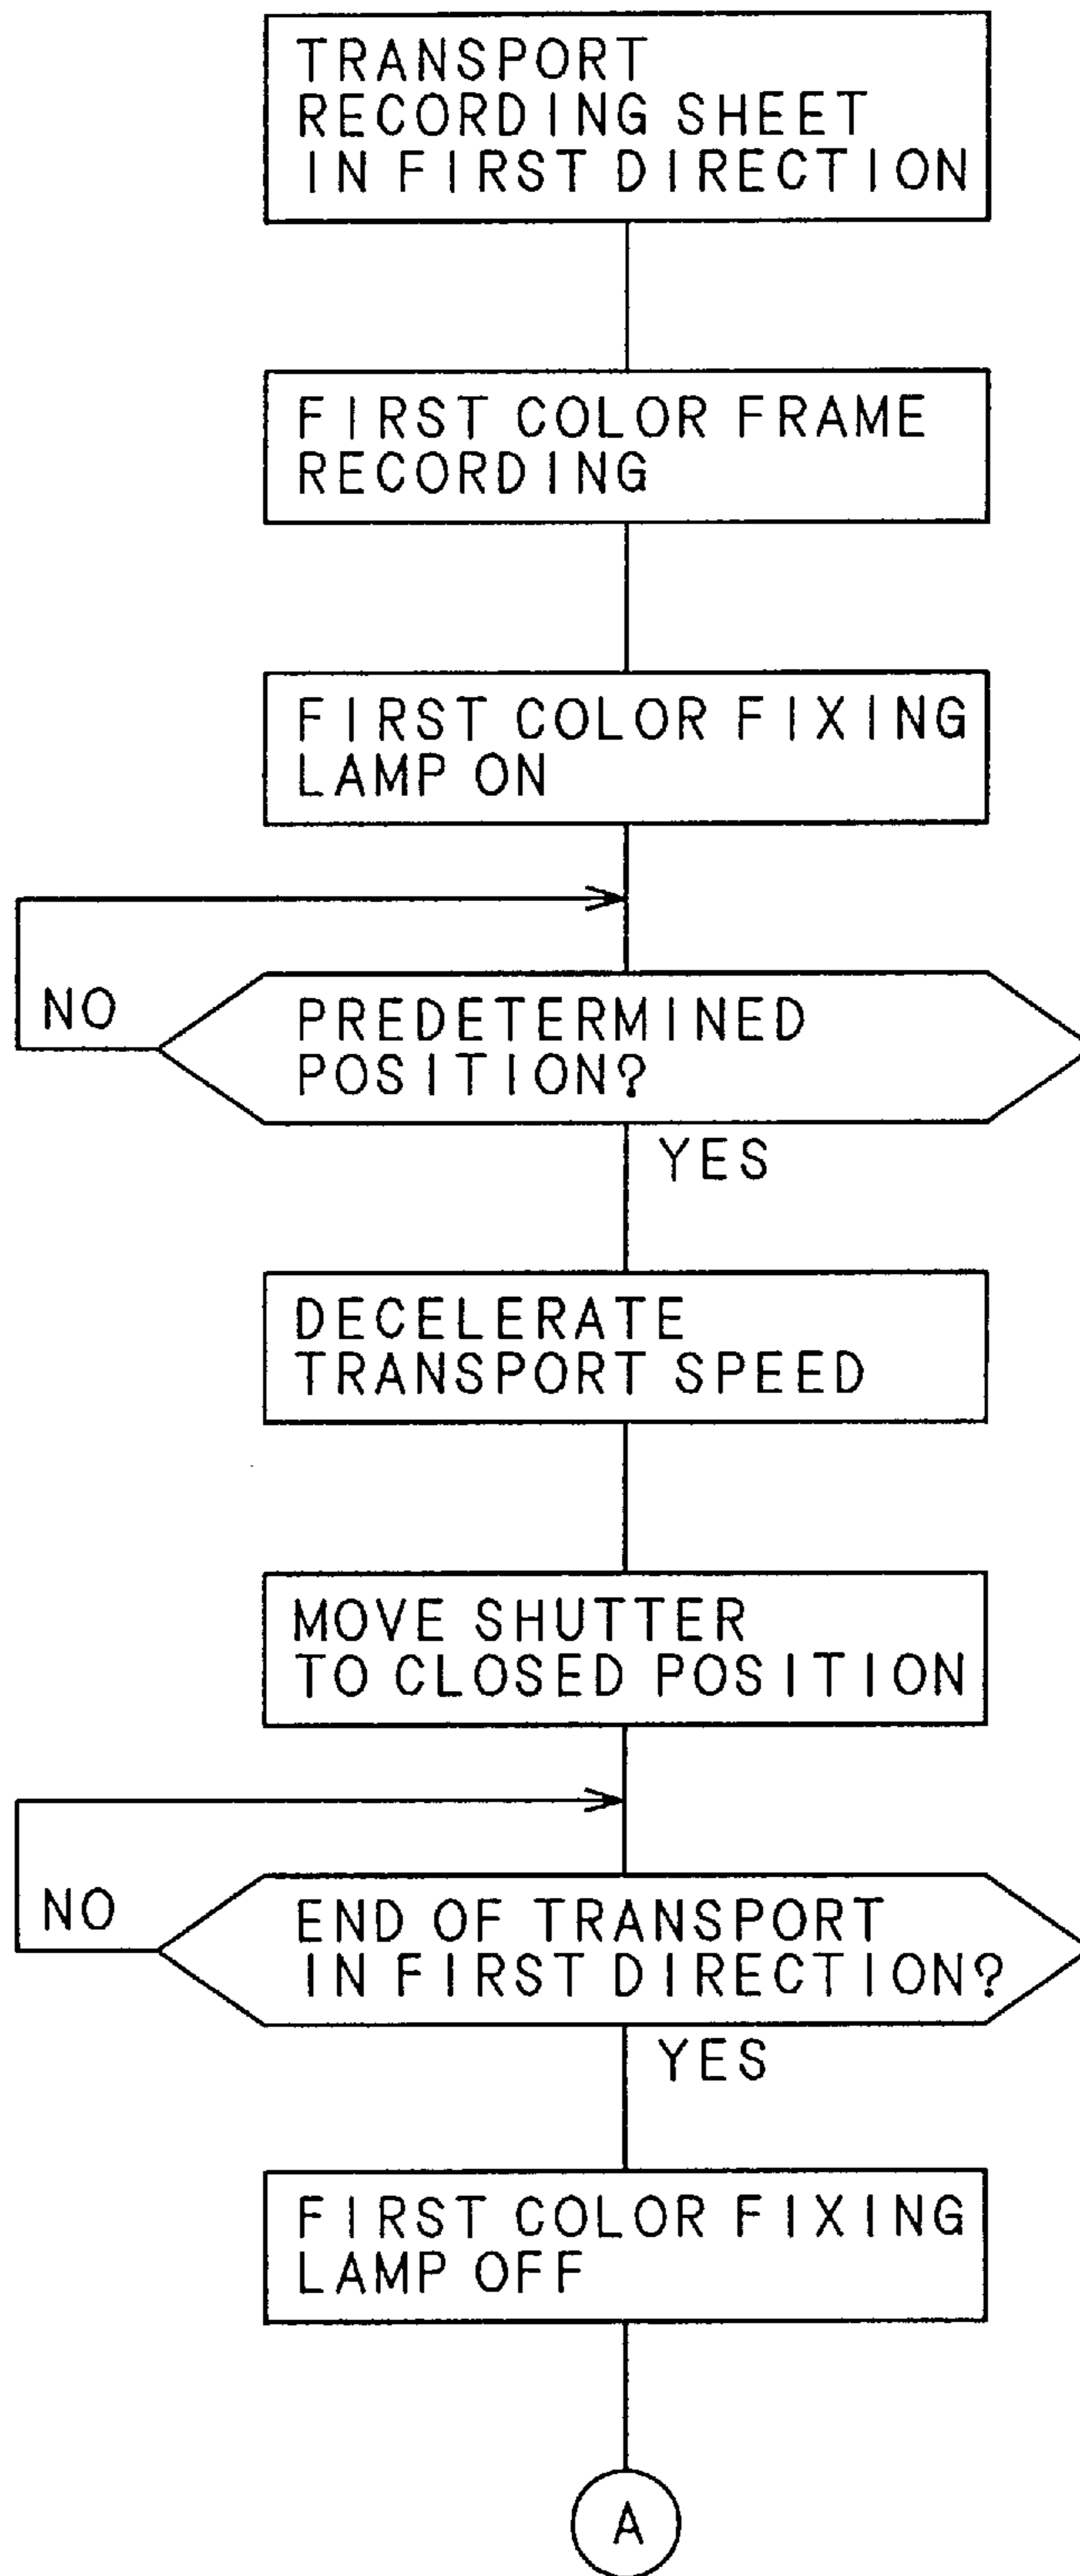 TRANSPORT
RECORDING SHEET
IN FIRST DIRECTION
FIRST COLOR FRAME
RECORDING
FIRST COLOR FIXING
LAMP ON
NO
PREDETERMINED
POSITION?
YES
DECELERATE
TRANSPORT SPEED
MOVE SHUTTER
TO CLOSED POSITION
NO
END OF TRANSPORT
IN FIRST DIRECTION?
YES
FIRST COLOR FIXING
LAMP OFF
A